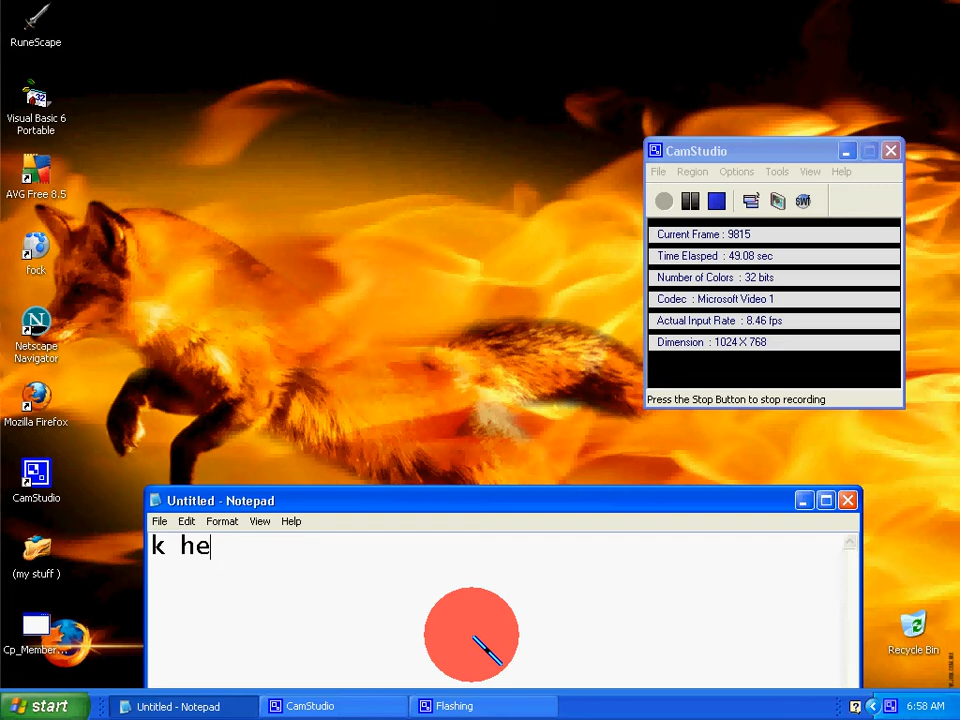 RuneScape
Visual Basic 6
Portable
AVG Free 8.5
fock
N
Netscape
Navigator
Mozilla Firefox
CamStudio
(my stuff )
Cp_Member...
CamStudio
File Region Options Tools View Help
SWF
Current Frame : 9815
Time Elasped : 49.08 sec
Number of Colors : 32 bits
Codec : Microsoft Video 1
Actual Input Rate : 8.46 fps
Dimension : 1024 X 768
Press the Stop Button to stop recording
Untitled - Notepad
File Edit Format View Help
k he
Recycle Bin
start
Untitled - Notepad
CamStudio
Flashing
?
6:58 AM